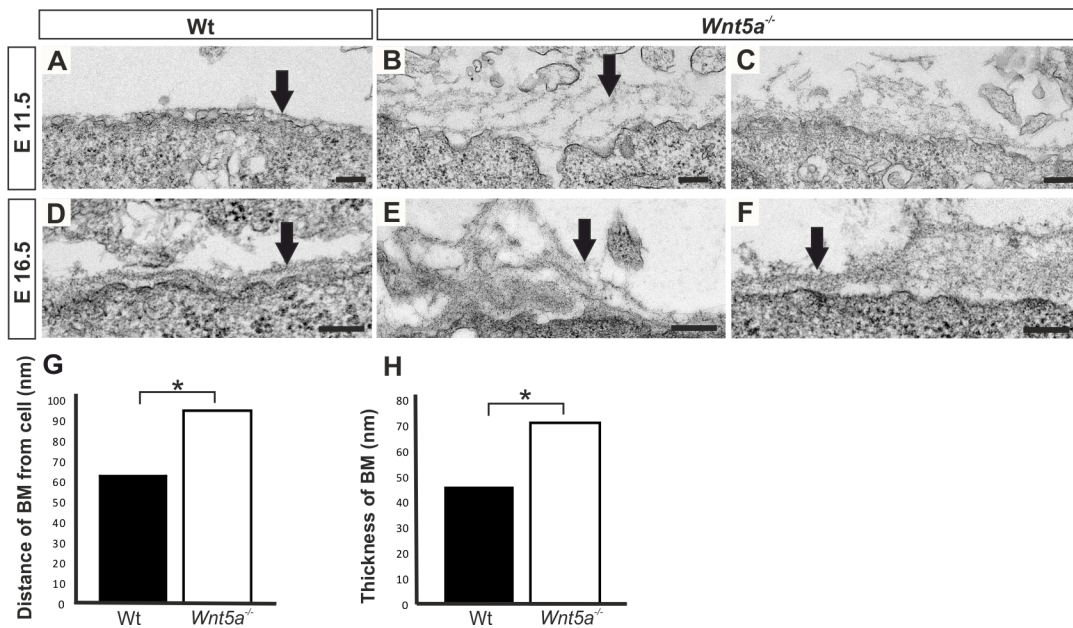 Wt
Wnt5a-/-
E 11.5
A
B
C
E 16.5
D
E
F
G
H
Distance of BM from cell (nm)
100
90
80
70
60
50
40
30
20
10
0
*
Wt
Wnt5a-/-
Thickness of BM (nm)
80
70
60
50
40
30
20
10
0
*
Wt
Wnt5a-/-